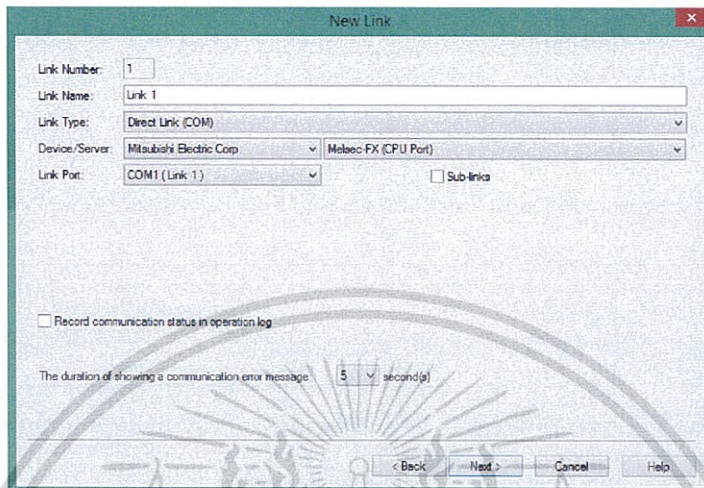 New Link
Link Number: 1
Link Name: Link 1
Link Type: Direct Link (COM)
Device/Server: Mitsubishi Electric Corp Melsec-FX (CPU Port)
Link Port: COM1 ( Link 1 ) Sub-links
Record communication status in operation log
The duration of showing a communication error message: 5 second(s)
< Back Next > Cancel Help